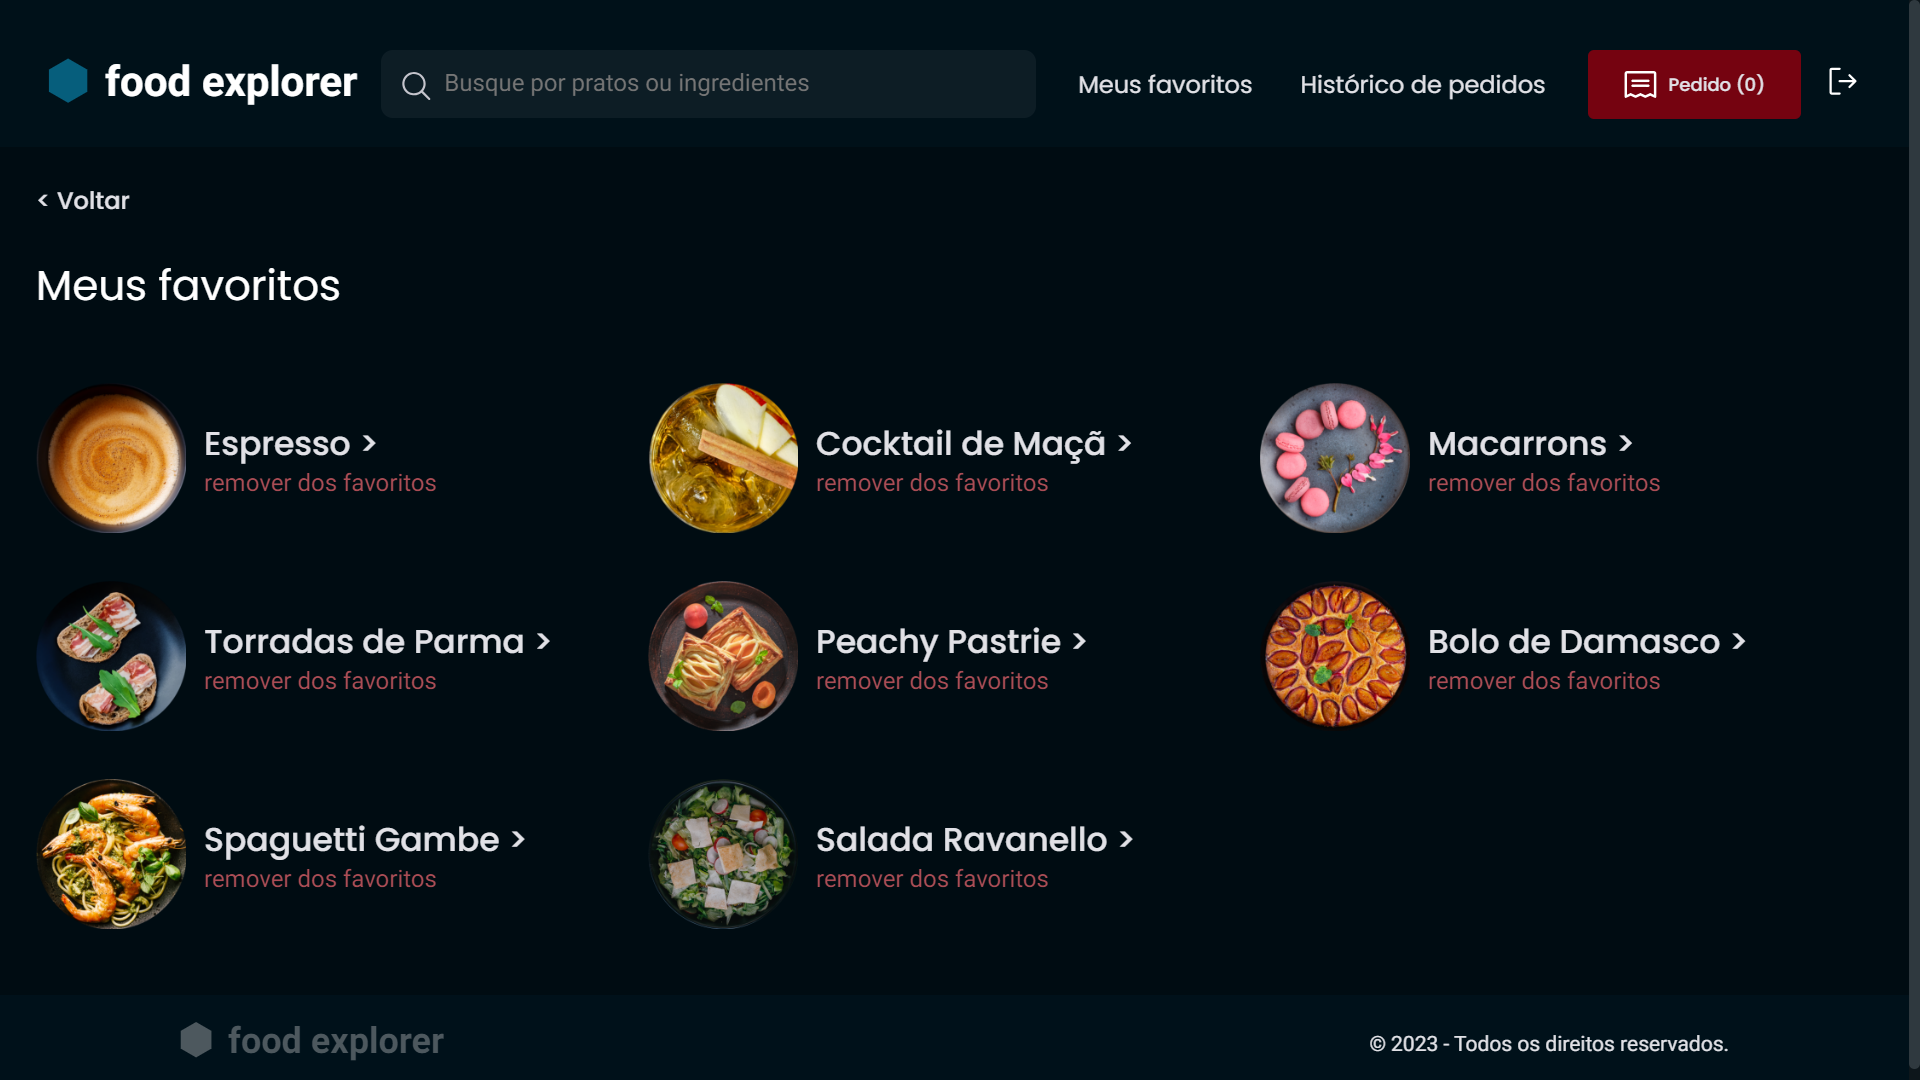 food explorer
Busque por pratos ou ingredientes
Meus favoritos
Histórico de pedidos
Pedido (0)
< Voltar
Meus favoritos
Espresso >
remover dos favoritos
Cocktail de Maçã >
remover dos favoritos
Macarrons >
remover dos favoritos
Torradas de Parma >
remover dos favoritos
Peachy Pastrie >
remover dos favoritos
Bolo de Damasco >
remover dos favoritos
Spaguetti Gambe >
remover dos favoritos
Salada Ravanello >
remover dos favoritos
food explorer
© 2023 - Todos os direitos reservados.